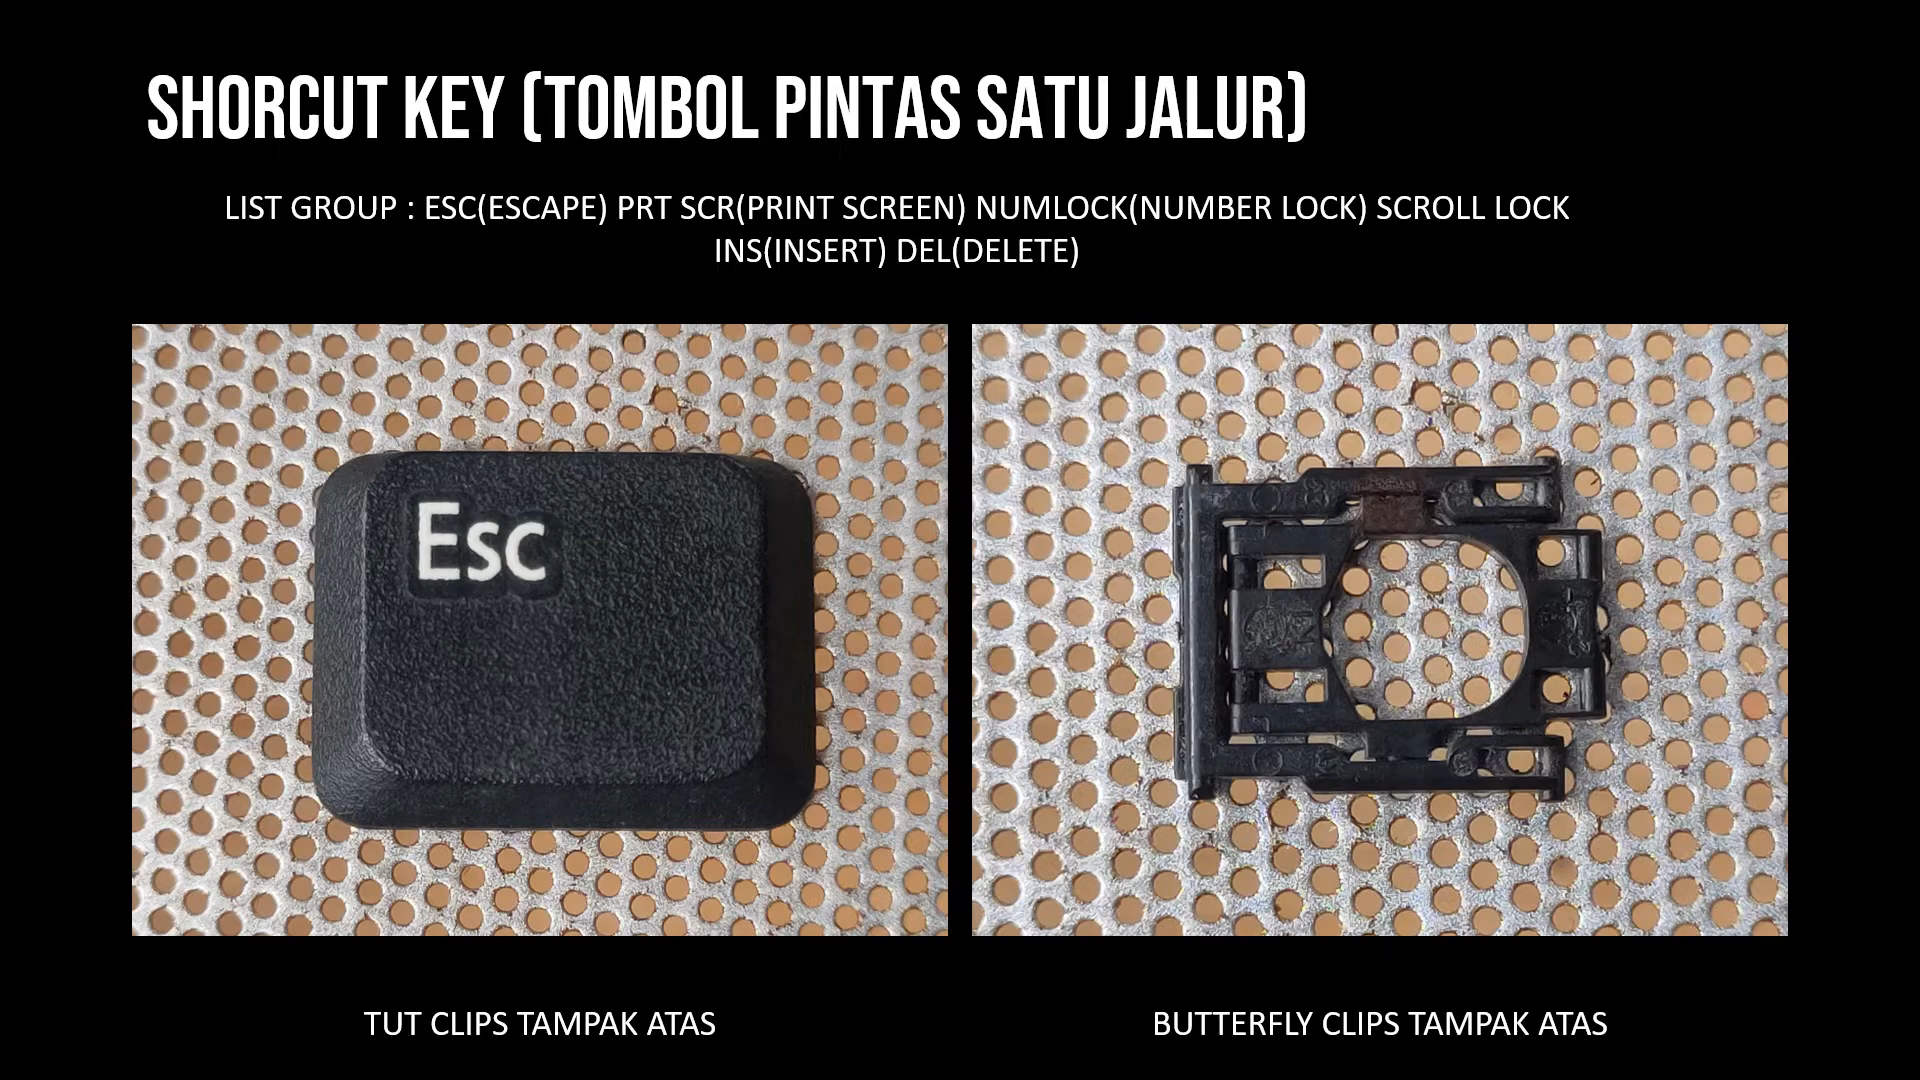 SHORCUT KEY (TOMBOL PINTAS SATU JALUR)
LIST GROUP : ESC(ESCAPE) PRT SCR(PRINT SCREEN) NUMLOCK(NUMBER LOCK) SCROLL LOCK
INS(INSERT) DEL(DELETE)
Esc
TUT CLIPS TAMPAK ATAS
BUTTERFLY CLIPS TAMPAK ATAS